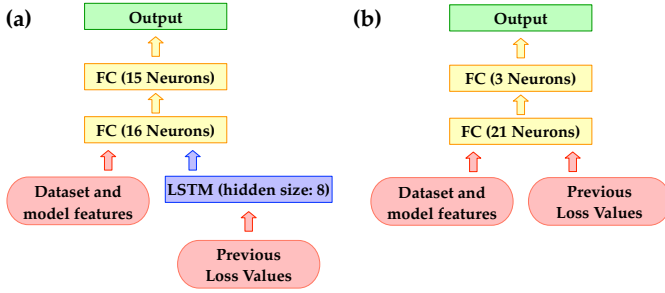 (a)
Output
FC (15 Neurons)
FC (16 Neurons)
Dataset and
model features
LSTM (hidden size: 8)
Previous
Loss Values
(b)
Output
FC (3 Neurons)
FC (21 Neurons)
Dataset and
model features
Previous
Loss Values